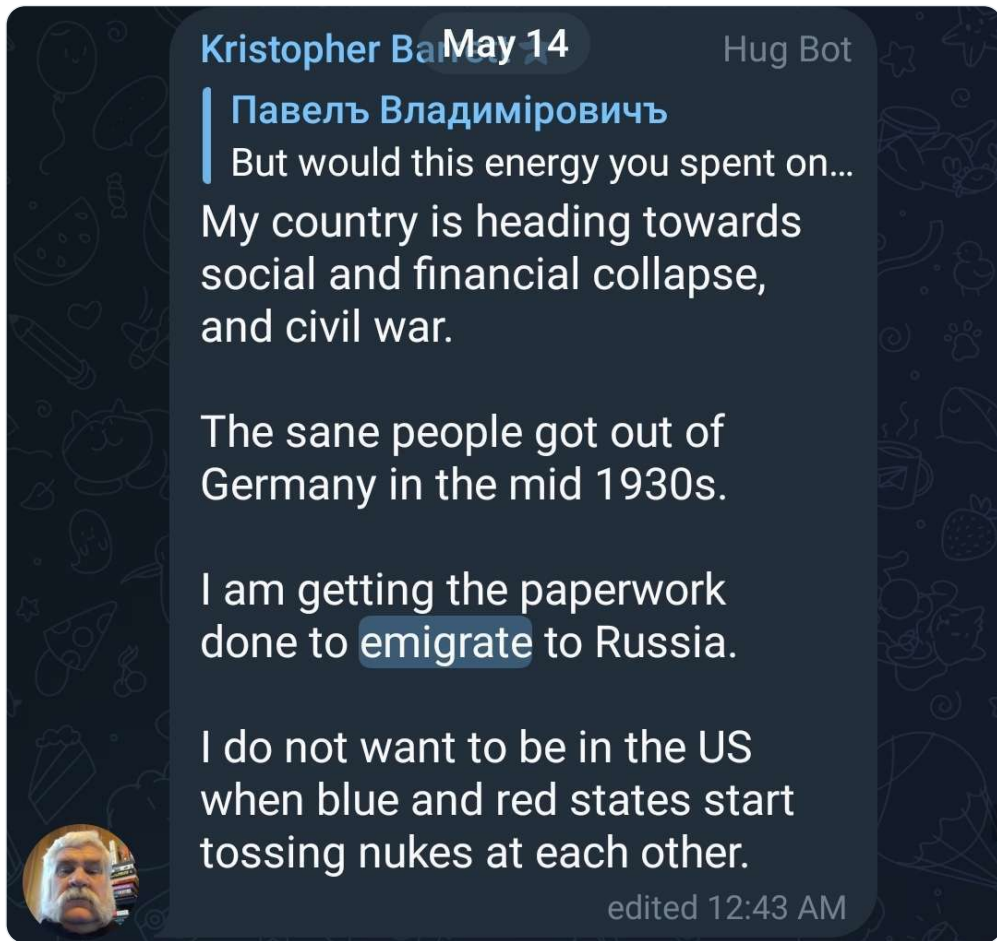 Kristopher
May 14
Hug Bot
Павелъ Владиміровичъ
But would this energy you spent on…
My country is heading towards
social and financial collapse,
and civil war.
The sane people got out of
Germany in the mid 1930s.
I am getting the paperwork
done to emigrate to Russia.
I do not want to be in the US
when blue and red states start
tossing nukes at each other.
edited 12:43 AM